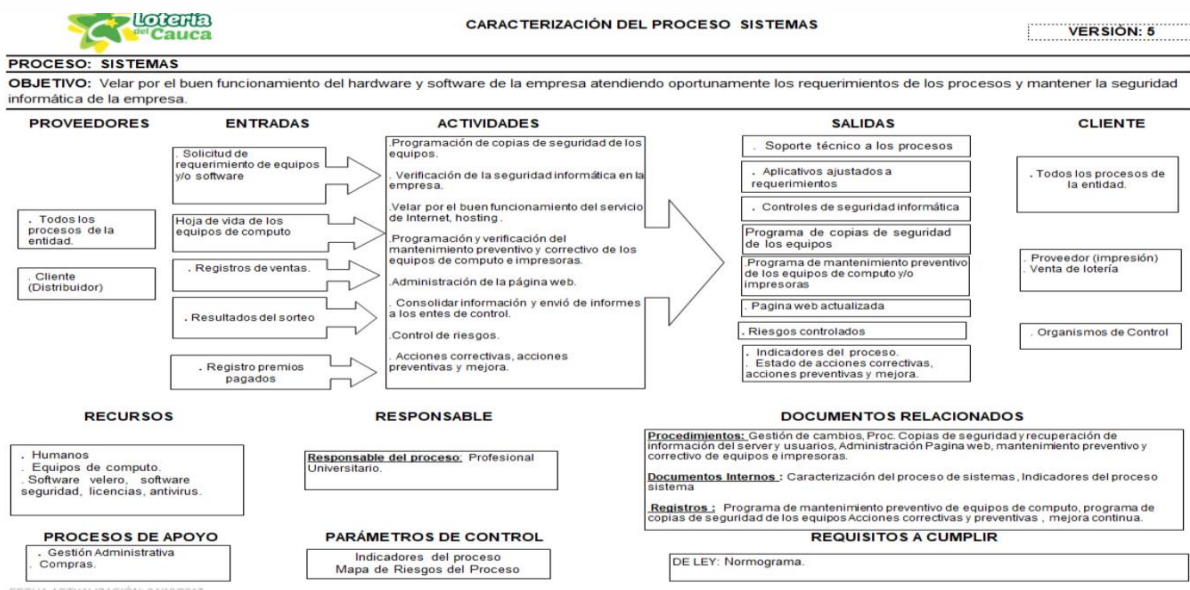 Lotería
del Cauca
CARACTERIZACIÓN DEL PROCESO SISTEMAS
VERSIÓN: 5
PROCESO: SISTEMAS
OBJETIVO: Velar por el buen funcionamiento del hardware y software de la empresa atendiendo oportunamente los requerimientos de los procesos y mantener la seguridad
informática de la empresa.
PROVEEDORES
. Todos los
procesos de la
entidad.
. Cliente
(Distribuidor)
ENTRADAS
. Solicitud de
requerimiento de equipos
y/o software
Hoja de vida de los
equipos de computo
. Registros de ventas.
. Resultados del sorteo
. Registro premios
pagados
ACTIVIDADES
.Programación de copias de seguridad de los
equipos.
. Verificación de la seguridad informática en la
empresa.
.Velar por el buen funcionamiento del servicio
de Internet, hosting .
.Programación y verificación del
mantenimiento preventivo y correctivo de los
equipos de computo e impresoras.
.Administración de la página web.
. Consolidar información y envió de informes
a los entes de control.
.Control de riesgos.
. Acciones correctivas, acciones
preventivas y mejora.
SALIDAS
. Soporte técnico a los procesos
. Aplicativos ajustados a
requerimientos
. Controles de seguridad informática
Programa de copias de seguridad
de los equipos
.Programa de mantenimiento preventivo
de los equipos de computo y/o
impresoras
. Pagina web actualizada
. Riesgos controlados
. Indicadores del proceso.
. Estado de acciones correctivas,
acciones preventivas y mejora.
CLIENTE
. Todos los procesos de
la entidad.
. Proveedor (impresión)
. Venta de lotería
. Organismos de Control
RECURSOS
. Humanos
. Equipos de computo.
. Software velero, software
seguridad, licencias, antivirus.
RESPONSABLE
Responsable del proceso: Profesional
Universitario.
DOCUMENTOS RELACIONADOS
Procedimientos: Gestión de cambios, Proc. Copias de seguridad y recuperación de
información del server y usuarios, Administración Pagina web, mantenimiento preventivo y
correctivo de equipos e impresoras.
Documentos Internos : Caracterización del proceso de sistemas, Indicadores del proceso
sistema
Registros : Programa de mantenimiento preventivo de equipos de computo, programa de
copias de seguridad de los equipos Acciones correctivas y preventivas , mejora continua.
PROCESOS DE APOYO
. Gestión Administrativa
. Compras.
PARÁMETROS DE CONTROL
Indicadores del proceso
Mapa de Riesgos del Proceso
REQUISITOS A CUMPLIR
DE LEY: Normograma.